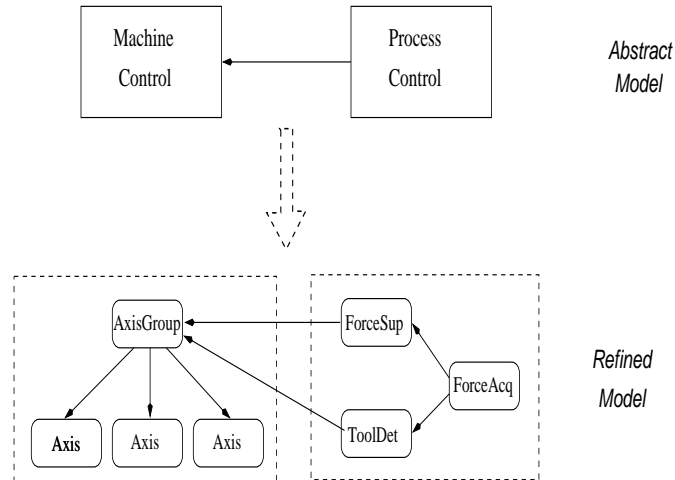 Machine
Control
Process
Control
Abstract
Model
AxisGroup
ForceSup
ForceAcq
Refined
Model
Axis
Axis
Axis
ToolDet